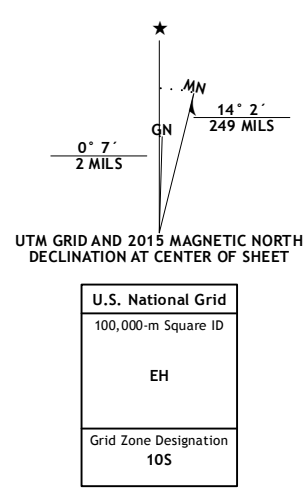 ★
MN
GN
14° 2´
249 MILS
0° 7´
2 MILS
UTM GRID AND 2015 MAGNETIC NORTH
DECLINATION AT CENTER OF SHEET
U.S. National Grid
100,000-m Square ID
EH
Grid Zone Designation
10S